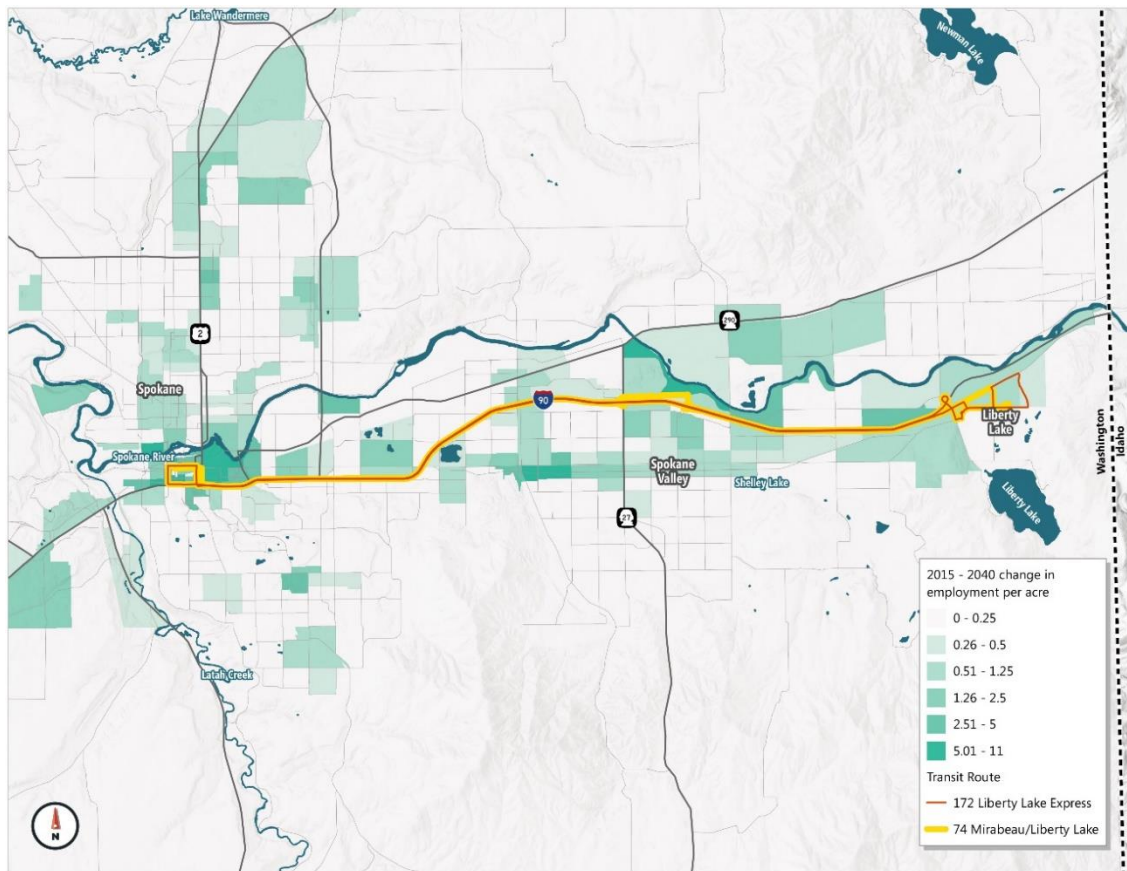 Lake Wandermere
Newman Lake
290
2
Spokane
90
Liberty
Lake
Washington
Idaho
Spokane River
Spokane
Valley
Shelley Lake
Liberty Lake
27
Latah Creek
2015 - 2040 change in
employment per acre
0 - 0.25
0.26 - 0.5
0.51 - 1.25
1.26 - 2.5
2.51 - 5
5.01 - 11
Transit Route
172 Liberty Lake Express
74 Mirabeau/Liberty Lake
N